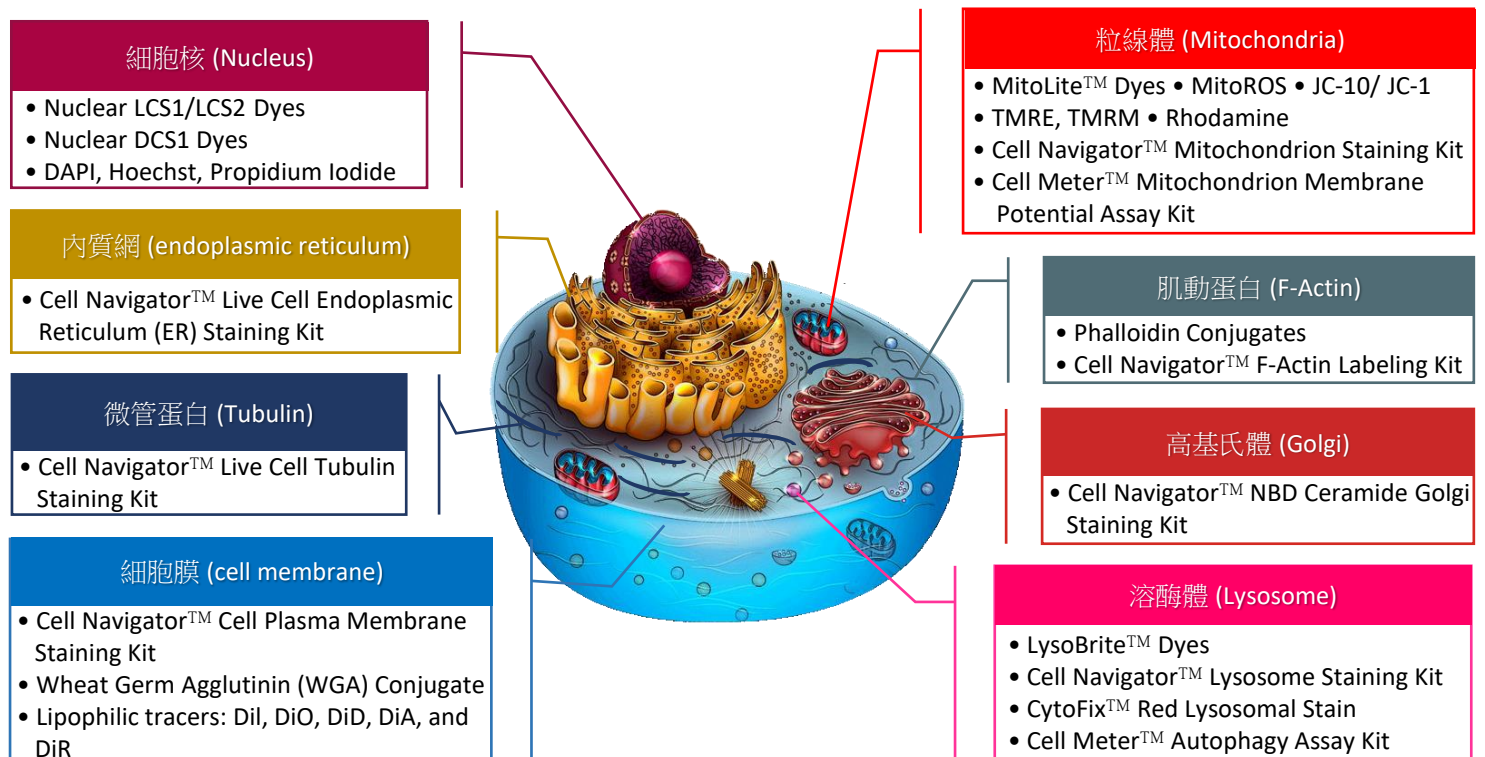 細胞核 (Nucleus)
• Nuclear LCS1/LCS2 Dyes
• Nuclear DCS1 Dyes
• DAPI, Hoechst, Propidium Iodide
內質網 (endoplasmic reticulum)
• Cell Navigator™ Live Cell Endoplasmic
Reticulum (ER) Staining Kit
微管蛋白 (Tubulin)
• Cell Navigator™ Live Cell Tubulin
Staining Kit
細胞膜 (cell membrane)
• Cell Navigator™ Cell Plasma Membrane
Staining Kit
• Wheat Germ Agglutinin (WGA) Conjugate
• Lipophilic tracers: Dil, DiO, DiD, DiA, and
DiR
粒線體 (Mitochondria)
• MitoLite™ Dyes • MitoROS • JC-10/ JC-1
• TMRE, TMRM • Rhodamine
• Cell Navigator™ Mitochondrion Staining Kit
• Cell Meter™ Mitochondrion Membrane
Potential Assay Kit
肌動蛋白 (F-Actin)
• Phalloidin Conjugates
• Cell Navigator™ F-Actin Labeling Kit
高基氏體 (Golgi)
• Cell Navigator™ NBD Ceramide Golgi
Staining Kit
溶酶體 (Lysosome)
• LysoBrite™ Dyes
• Cell Navigator™ Lysosome Staining Kit
• CytoFix™ Red Lysosomal Stain
• Cell Meter™ Autophagy Assay Kit